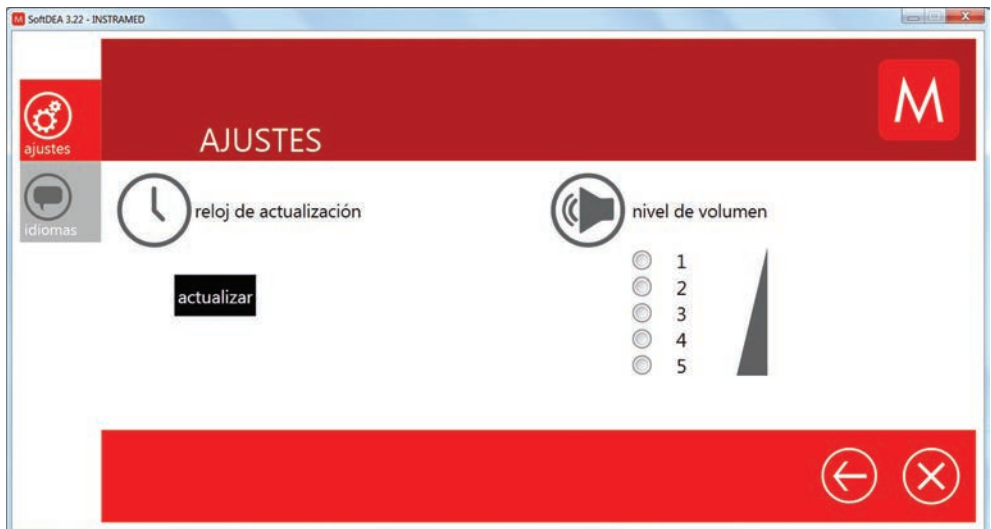 SoftDEA 3.22 - INSTRAMED
M
AJUSTES
ajustes
idiomas
reloj de actualización
actualizar
nivel de volumen
1
2
3
4
5